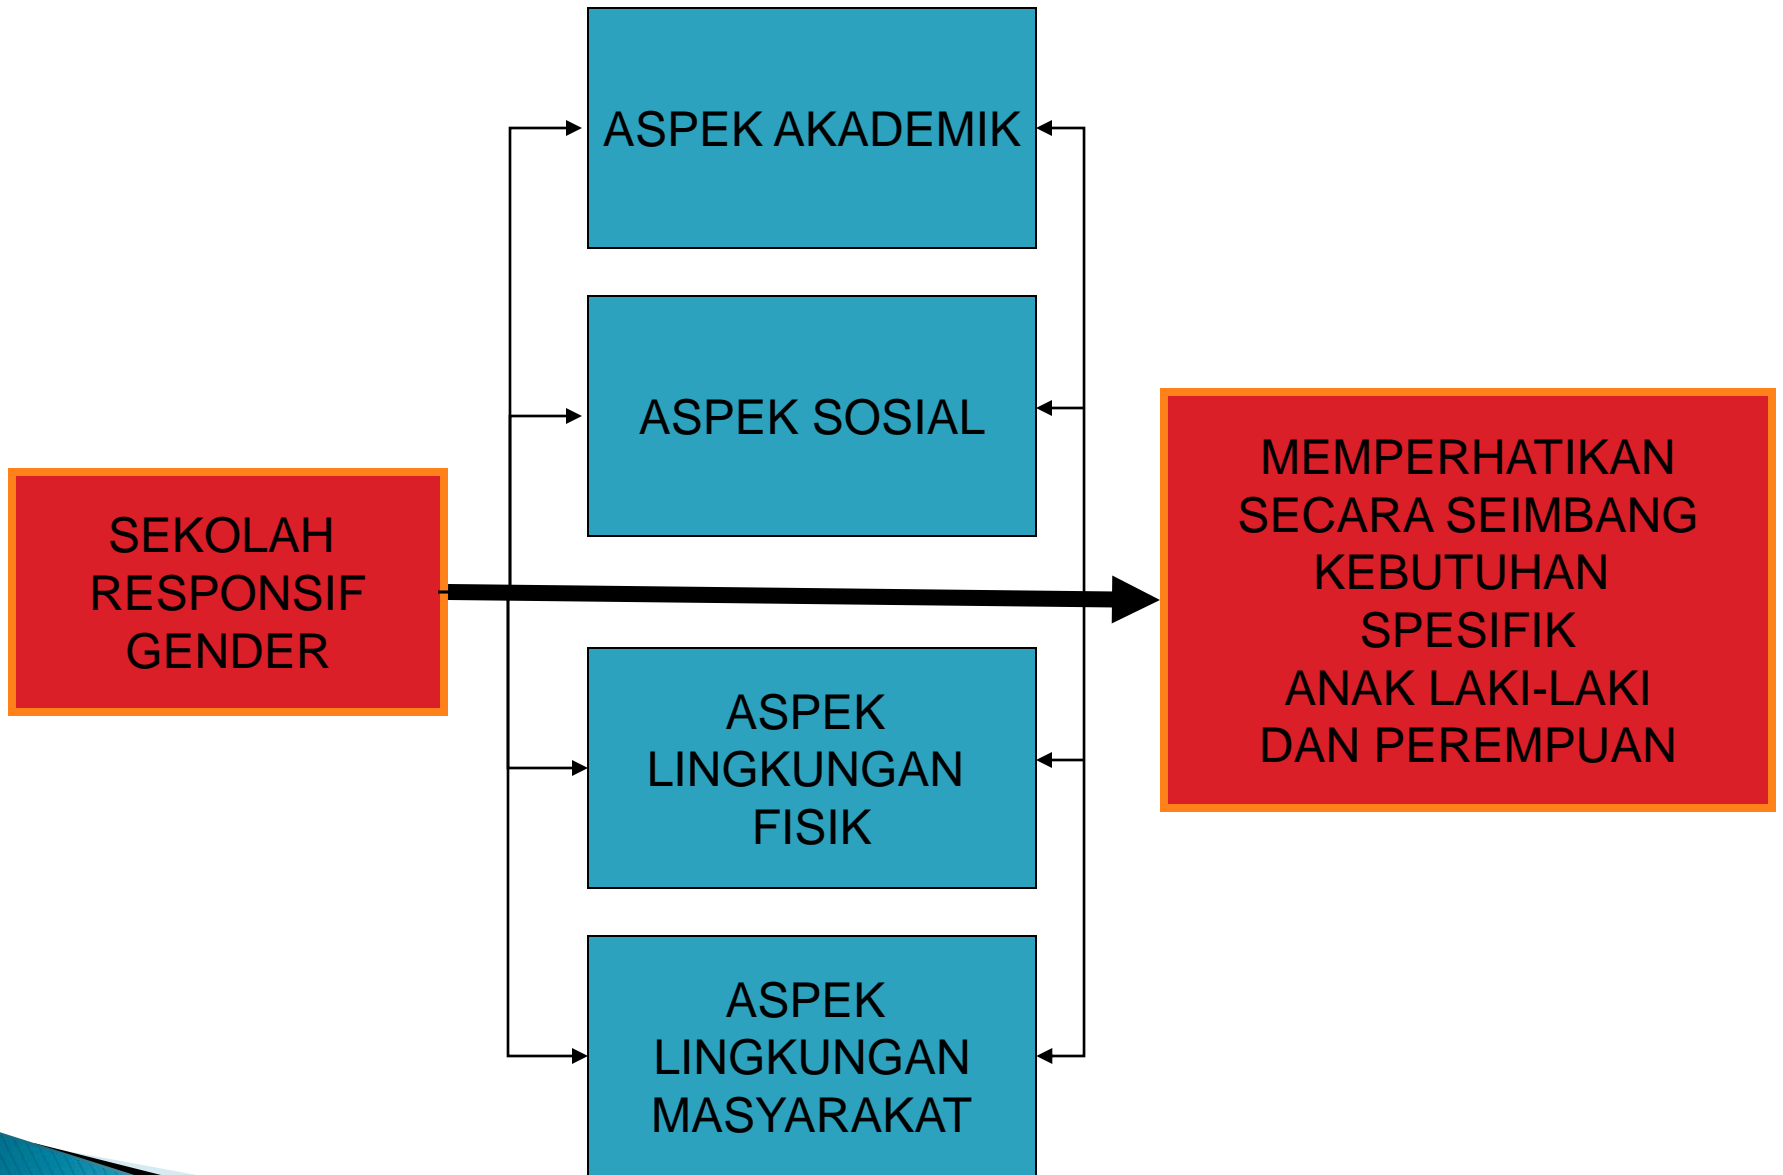 ASPEK AKADEMIK
ASPEK SOSIAL
SEKOLAH
RESPONSIF
GENDER
MEMPERHATIKAN
SECARA SEIMBANG
KEBUTUHAN
SPESIFIK
ANAK LAKI-LAKI
DAN PEREMPUAN
ASPEK
LINGKUNGAN
FISIK
ASPEK
LINGKUNGAN
MASYARAKAT